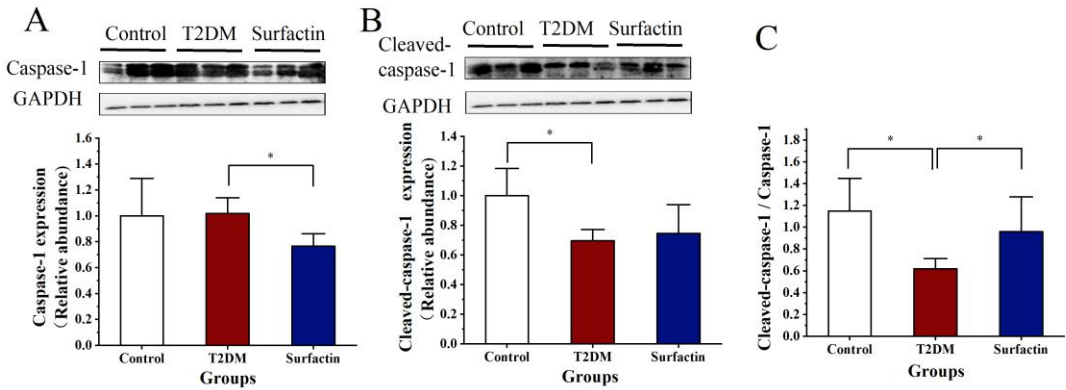 A
Control T2DM Surfactin
Caspase-1
GAPDH
Caspase-1 expression
(Relative abundance)
*
1.6
1.4
1.2
1.0
0.8
0.6
0.4
0.2
0.0
Control T2DM Surfactin
Groups
B
Control T2DM Surfactin
Cleaved-
caspase-1
GAPDH
Cleaved-caspase-1 expression
(Relative abundance)
*
1.4
1.2
1.0
0.8
0.6
0.4
0.2
0.0
Control T2DM Surfactin
Groups
C
Cleaved-caspase-1 / Caspase-1
* *
1.8
1.6
1.4
1.2
1.0
0.8
0.6
0.4
0.2
0.0
Control T2DM Surfactin
Groups